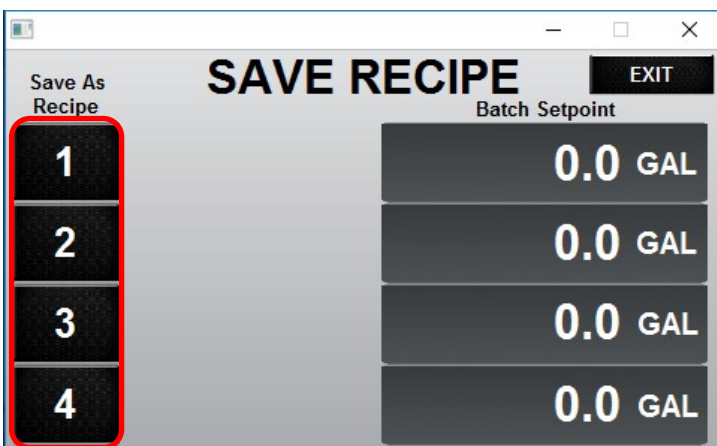 SAVE RECIPE
EXIT
Save As
Recipe
Batch Setpoint
1 0.0 GAL
2 0.0 GAL
3 0.0 GAL
4 0.0 GAL